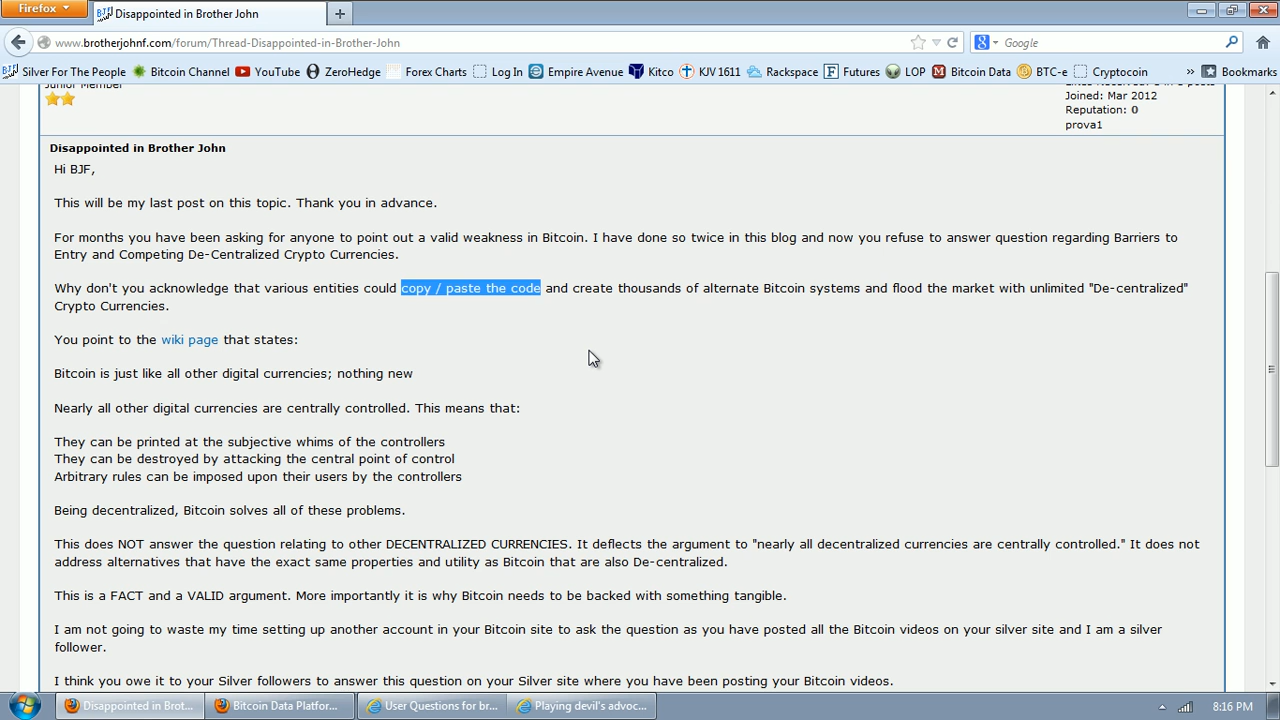 Firefox
Disappointed in Brother John
www.brotherjohnf.com/forum/Thread-Disappointed-in-Brother-John
Google
Silver For The People Bitcoin Channel YouTube ZeroHedge Forex Charts Log In Empire Avenue Kitco KJV 1611 Rackspace Futures LOP Bitcoin Data BTC-e Cryptocoin » Bookmarks
Junior Member
Joined: Mar 2012
Reputation: 0
prova1
Disappointed in Brother John
Hi BJF,
This will be my last post on this topic. Thank you in advance.
For months you have been asking for anyone to point out a valid weakness in Bitcoin. I have done so twice in this blog and now you refuse to answer question regarding Barriers to
Entry and Competing De-Centralized Crypto Currencies.
Why don't you acknowledge that various entities could copy / paste the code and create thousands of alternate Bitcoin systems and flood the market with unlimited "De-centralized"
Crypto Currencies.
You point to the wiki page that states:
Bitcoin is just like all other digital currencies; nothing new
Nearly all other digital currencies are centrally controlled. This means that:
They can be printed at the subjective whims of the controllers
They can be destroyed by attacking the central point of control
Arbitrary rules can be imposed upon their users by the controllers
Being decentralized, Bitcoin solves all of these problems.
This does NOT answer the question relating to other DECENTRALIZED CURRENCIES. It deflects the argument to "nearly all decentralized currencies are centrally controlled." It does not
address alternatives that have the exact same properties and utility as Bitcoin that are also De-centralized.
This is a FACT and a VALID argument. More importantly it is why Bitcoin needs to be backed with something tangible.
I am not going to waste my time setting up another account in your Bitcoin site to ask the question as you have posted all the Bitcoin videos on your silver site and I am a silver
follower.
I think you owe it to your Silver followers to answer this question on your Silver site where you have been posting your Bitcoin videos.
Disappointed in Brot... Bitcoin Data Platfor... User Questions for br... Playing devil's advoc... 8:16 PM